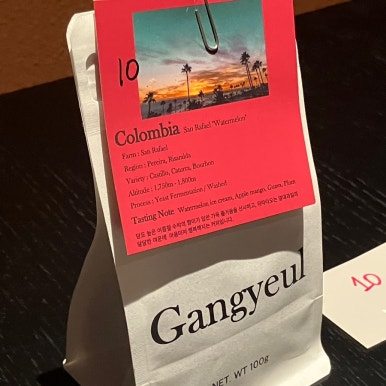 10
Colombia San Rafael 'Watermelon'
Farm : San Rafael
Region : Pereira, Risaralda
Variety : Castillo, Caturra, Bourbon
Altitude : 1,750m - 1,800m
Process : Yeast Fermentation / Washed
Tasting Note Watermelon ice cream, Apple mango, Guava, Plum
Gangyeul
NET. WT 100g
10